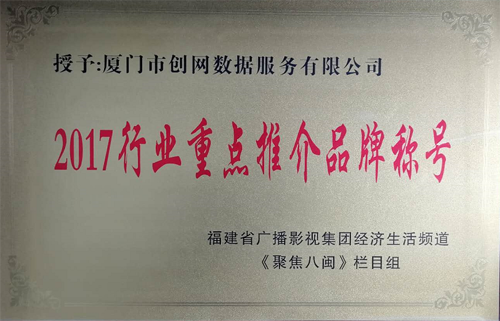 授予:厦门市创网数据服务有限公司
2017行业重点推介品牌称号
福建省广播影视集团经济生活频道
《聚焦八闽》栏目组